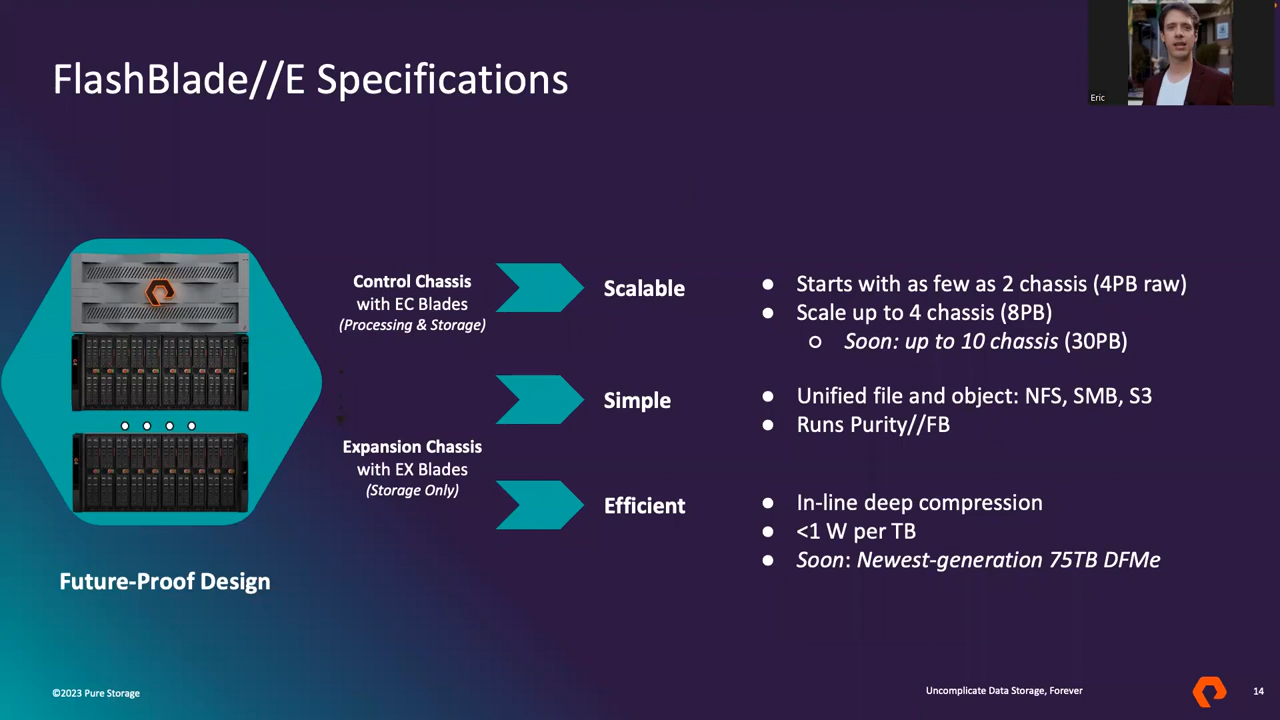 FlashBlade//E Specifications
Eric
Control Chassis
with EC Blades
(Processing & Storage)
Expansion Chassis
with EX Blades
(Storage Only)
Future-Proof Design
Scalable
● Starts with as few as 2 chassis (4PB raw)
● Scale up to 4 chassis (8PB)
○ Soon: up to 10 chassis (30PB)
Simple
● Unified file and object: NFS, SMB, S3
● Runs Purity//FB
Efficient
● In-line deep compression
● <1 W per TB
● Soon: Newest-generation 75TB DFMe
©2023 Pure Storage
Uncomplicate Data Storage, Forever
14